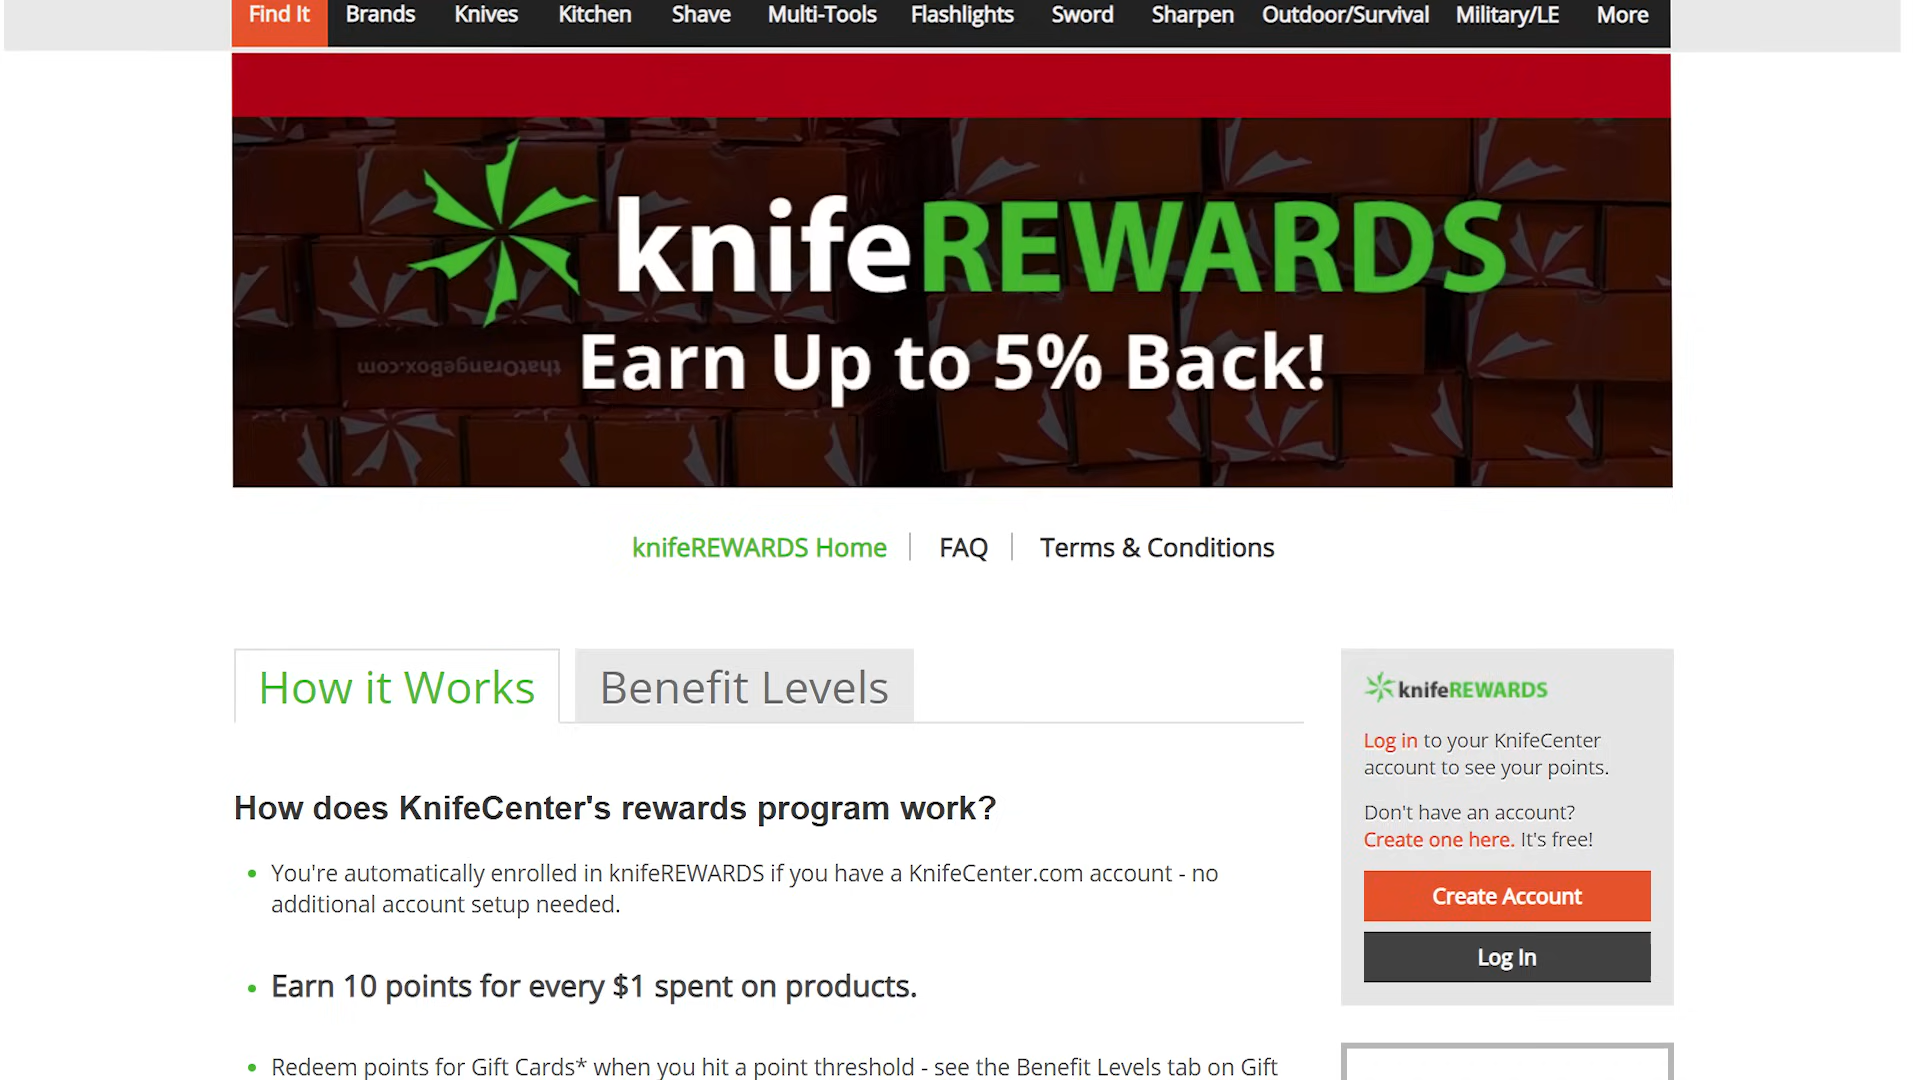 Find It Brands Knives Kitchen Shave Multi-Tools Flashlights Sword Sharpen Outdoor/Survival Military/LE More
knifeREWARDS
thatOrangeBox.com
Earn Up to 5% Back!
knifeREWARDS Home FAQ Terms & Conditions
How it Works Benefit Levels
How does KnifeCenter's rewards program work?
You're automatically enrolled in knifeREWARDS if you have a KnifeCenter.com account - no
additional account setup needed.
Earn 10 points for every $1 spent on products.
Redeem points for Gift Cards* when you hit a point threshold - see the Benefit Levels tab on Gift
knifeREWARDS
Log in to your KnifeCenter
account to see your points.
Don't have an account?
Create one here. It's free!
Create Account
Log In